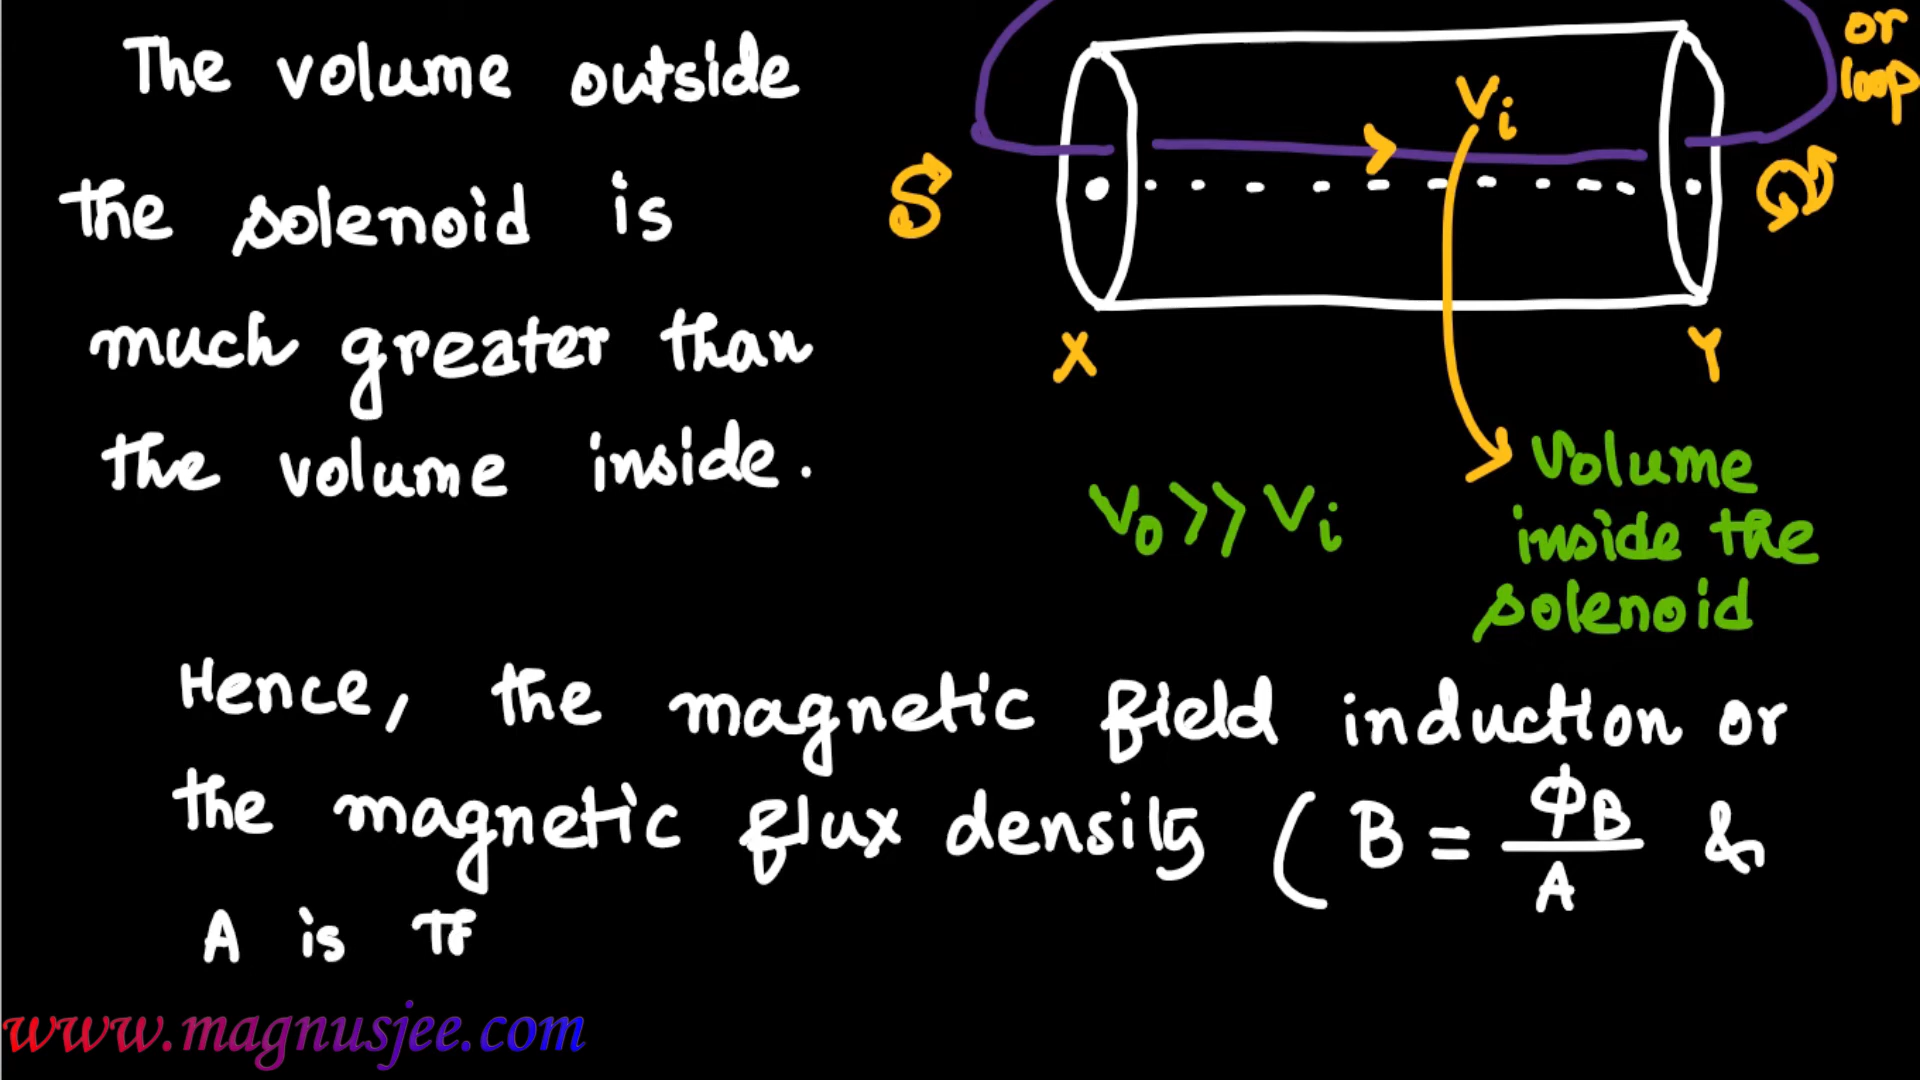 The volume outside
the solenoid is
much greater than
the volume inside.
or
loop
Vi
S
X
Y
Volume
inside the
solenoid
V0 >> Vi
Hence, the magnetic field induction or
the magnetic flux density ( B = ΦB / A &
A is
www.magnusjee.com